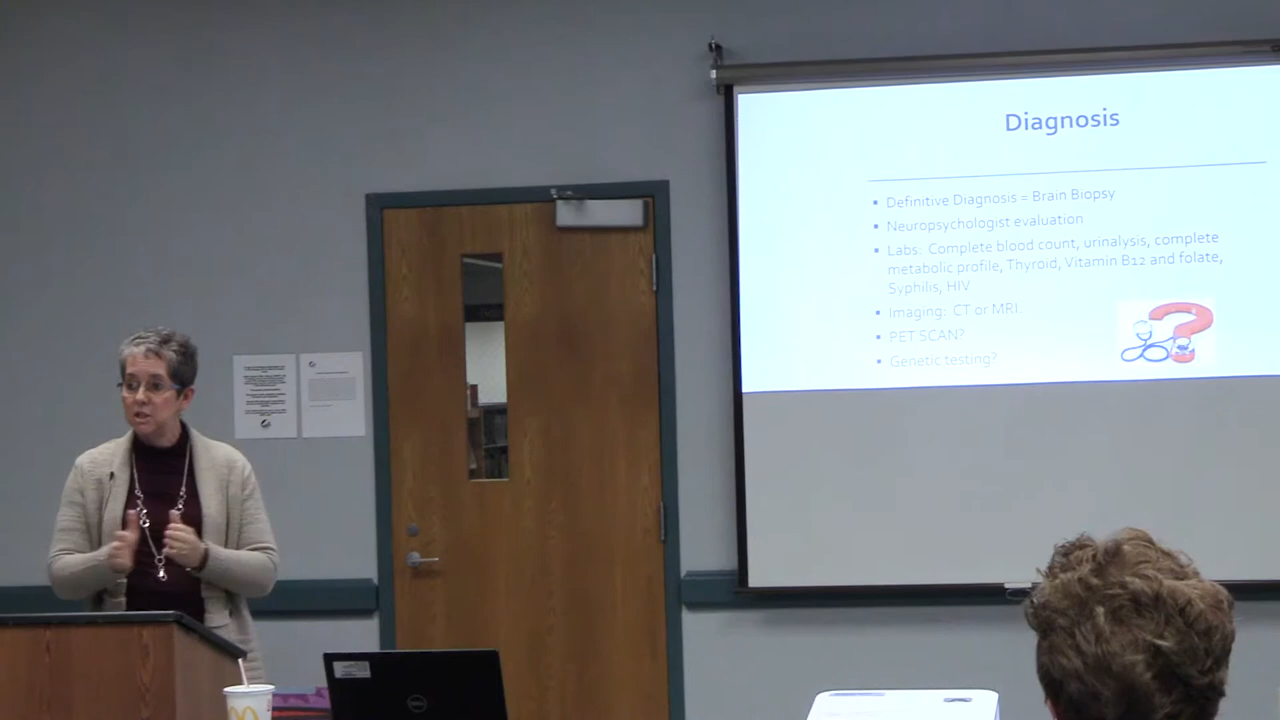 Diagnosis
Definitive Diagnosis = Brain Biopsy
Neuropsychologist evaluation
Labs: Complete blood count, urinalysis, complete
metabolic profile, Thyroid, Vitamin B12 and folate,
Syphilis, HIV
Imaging: CT or MRI.
PET SCAN?
Genetic testing?
DELL